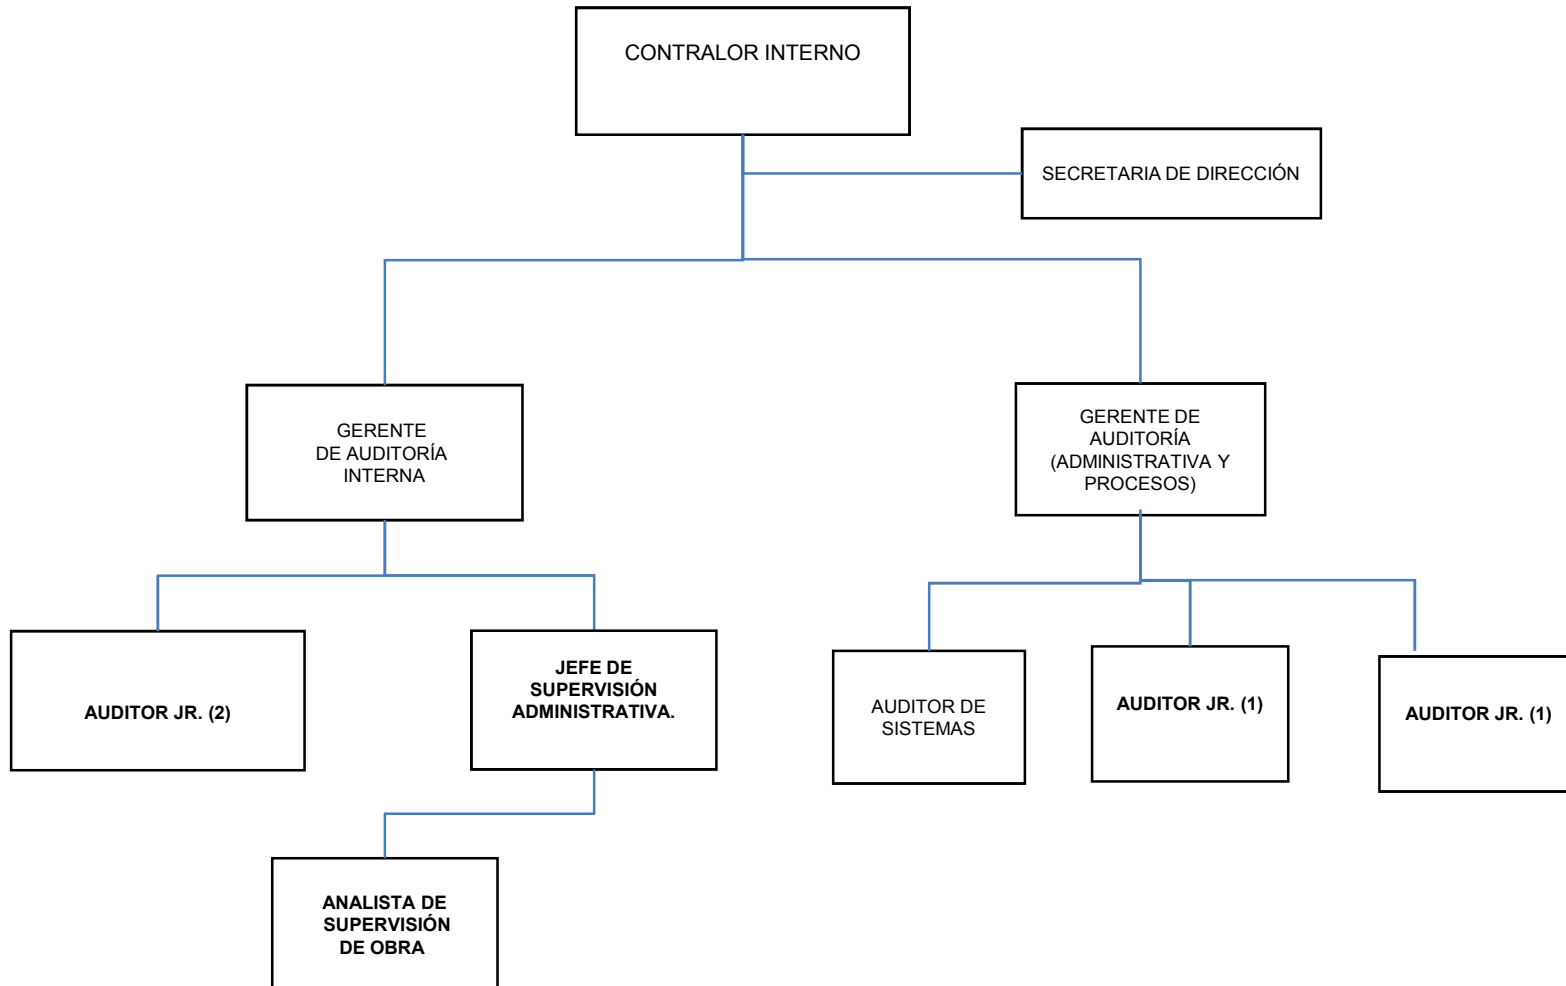 CONTRALOR INTERNO
SECRETARIA DE DIRECCIÓN
GERENTE
DE AUDITORÍA
INTERNA
GERENTE DE
AUDITORÍA
(ADMINISTRATIVA Y
PROCESOS)
AUDITOR JR. (2)
JEFE DE
SUPERVISIÓN
ADMINISTRATIVA.
AUDITOR DE
SISTEMAS
AUDITOR JR. (1)
AUDITOR JR. (1)
ANALISTA DE
SUPERVISIÓN
DE OBRA